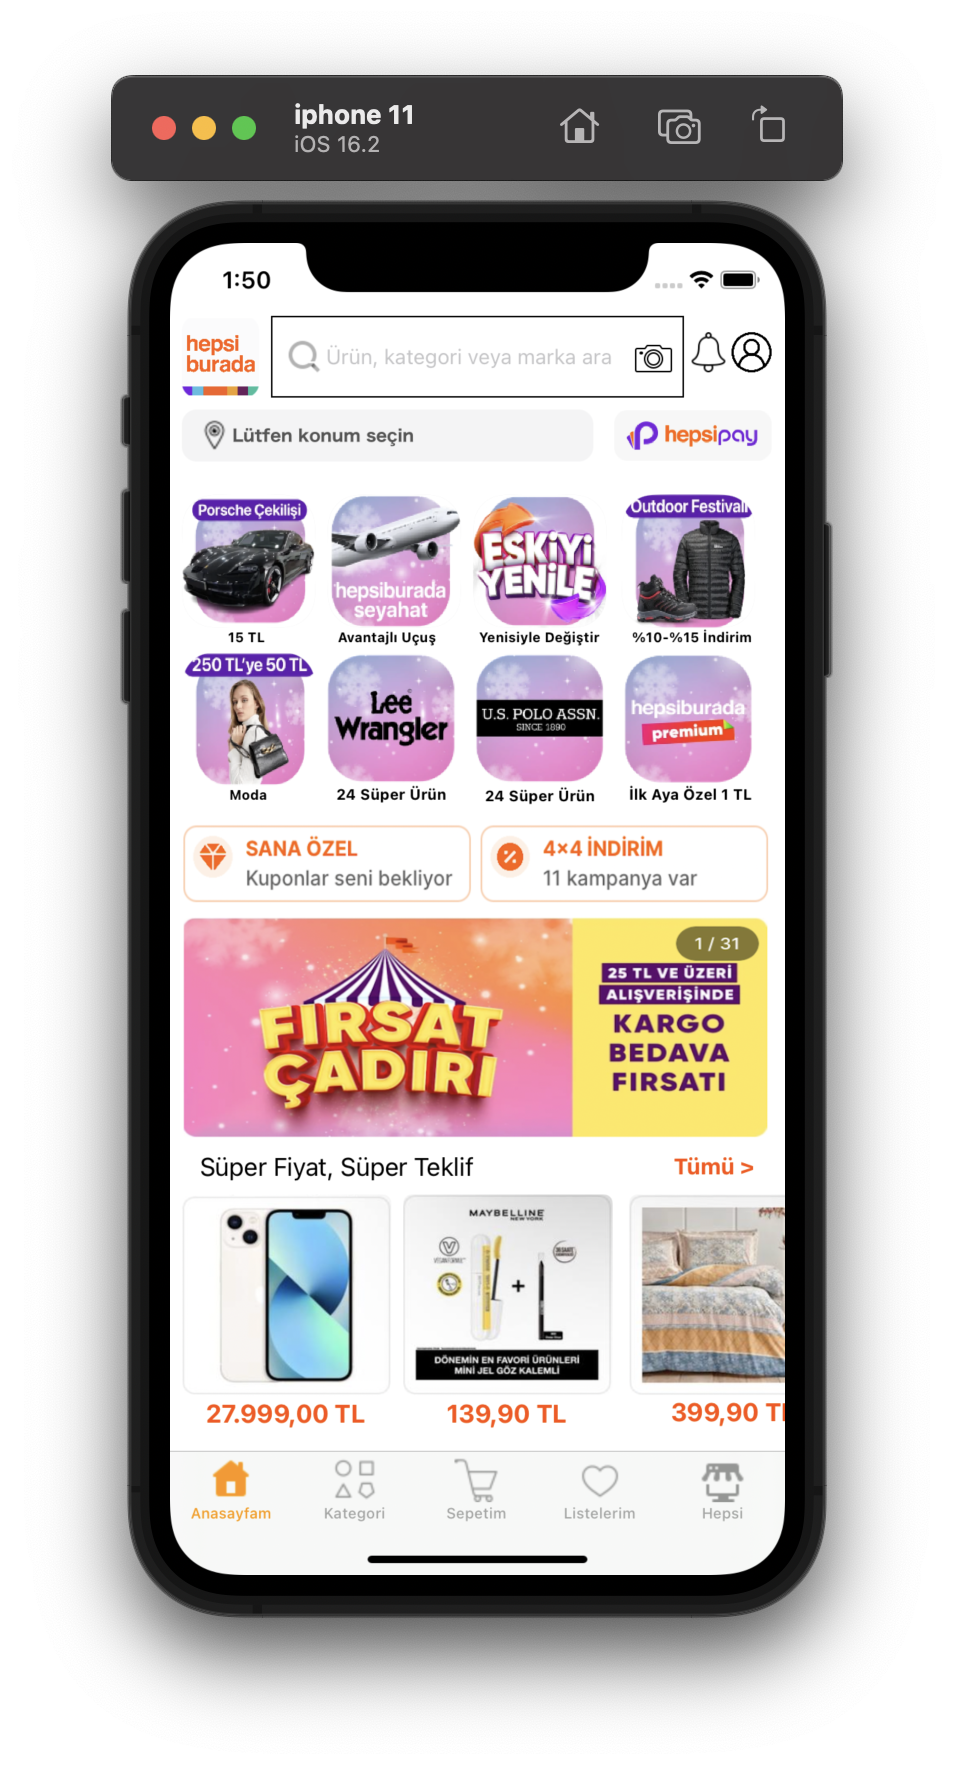 iphone 11
iOS 16.2
1:50
hepsi
burada
Ürün, kategori veya marka ara
Lütfen konum seçin
hepsipay
Porsche Çekilişi
hepsiburada
seyahat
ESKİYİ
YENİLE
Outdoor Festivali
15 TL
Avantajlı Uçuş
Yenisiyle Değiştir
%10-%15 İndirim
250 TL'ye 50 TL
Lee
Wrangler
U.S. POLO ASSN.
SINCE 1890
hepsiburada
premium
Moda
24 Süper Ürün
24 Süper Ürün
İlk Aya Özel 1 TL
SANA ÖZEL
Kuponlar seni bekliyor
4x4 İNDİRİM
11 kampanya var
FIRSAT
ÇADIRI
1 / 31
25 TL VE ÜZERİ
ALIŞVERİŞİNDE
KARGO
BEDAVA
FIRSATI
Süper Fiyat, Süper Teklif
Tümü >
MAYBELLINE
NEW YORK
DÖNEMİN EN FAVORİ ÜRÜNLERİ
MİNİ JEL GÖZ KALEMLİ
27.999,00 TL
139,90 TL
399,90 TL
Anasayfam
Kategori
Sepetim
Listelerim
Hepsi